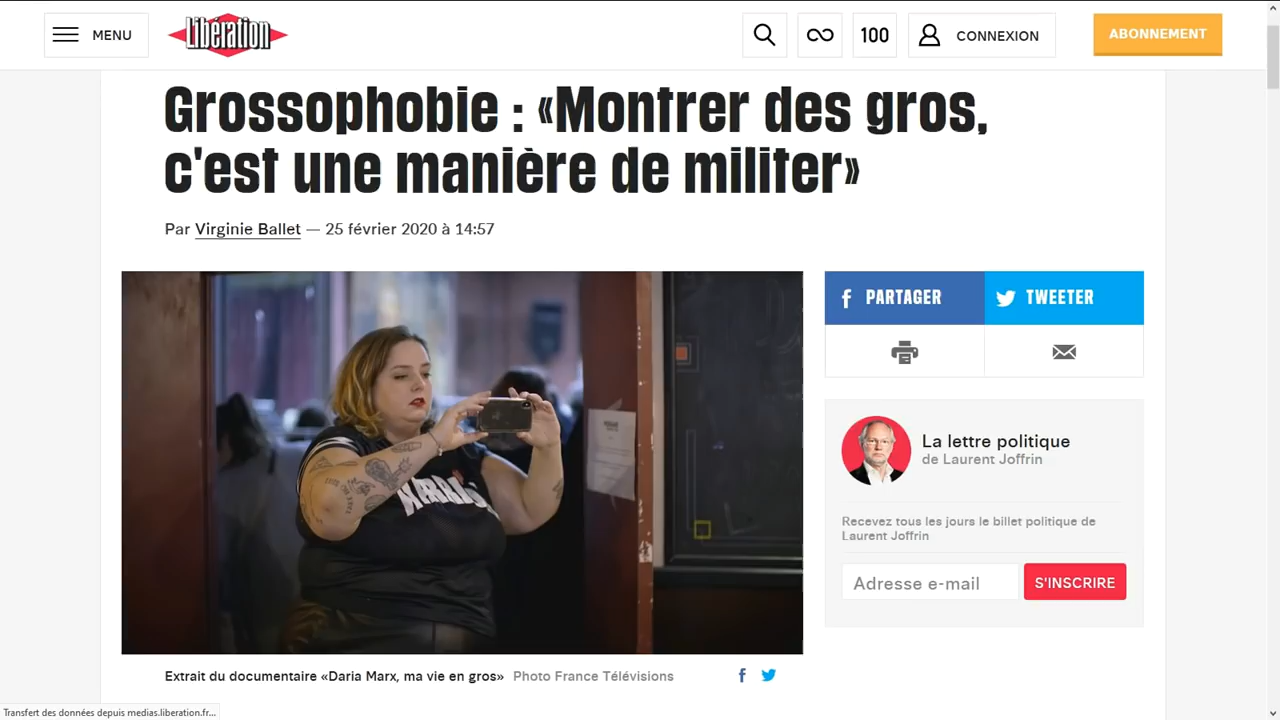 MENU
Libération
100
CONNEXION
ABONNEMENT
Grossophobie : «Montrer des gros,
c'est une manière de militer»
Par Virginie Ballet — 25 février 2020 à 14:57
PARTAGER
TWEETER
La lettre politique
de Laurent Joffrin
Recevez tous les jours le billet politique de
Laurent Joffrin
Adresse e-mail
S'INSCRIRE
Extrait du documentaire «Daria Marx, ma vie en gros» Photo France Télévisions
Transfert des données depuis medias.liberation.fr...